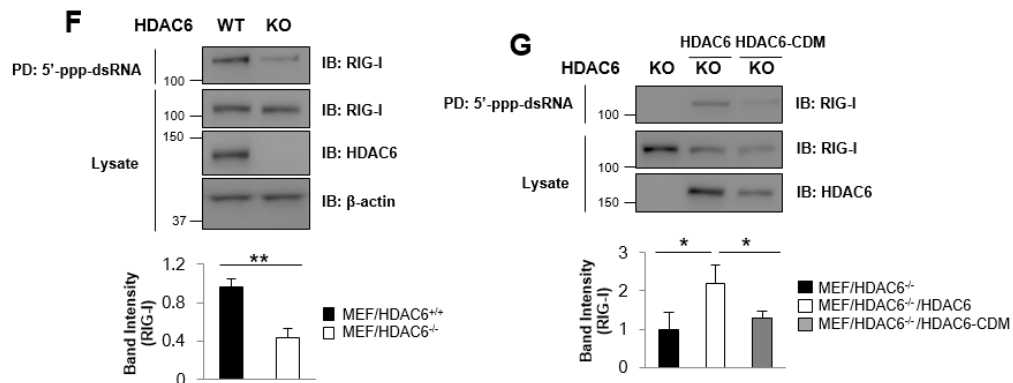 F
HDAC6 WT KO
PD: 5'-ppp-dsRNA
100
IB: RIG-I
100
IB: RIG-I
150
Lysate
IB: HDAC6
IB: β-actin
37
Band Intensity
(RIG-I)
1.2
0.8
0.4
0
**
MEF/HDAC6+/+
MEF/HDAC6-/-
G
HDAC6 HDAC6-CDM
HDAC6 KO KO KO
PD: 5'-ppp-dsRNA
100
IB: RIG-I
IB: RIG-I
100
Lysate
IB: HDAC6
150
Band Intensity
(RIG-I)
3
2
1
0
* *
MEF/HDAC6-/-
MEF/HDAC6-/-/HDAC6
MEF/HDAC6-/-/HDAC6-CDM